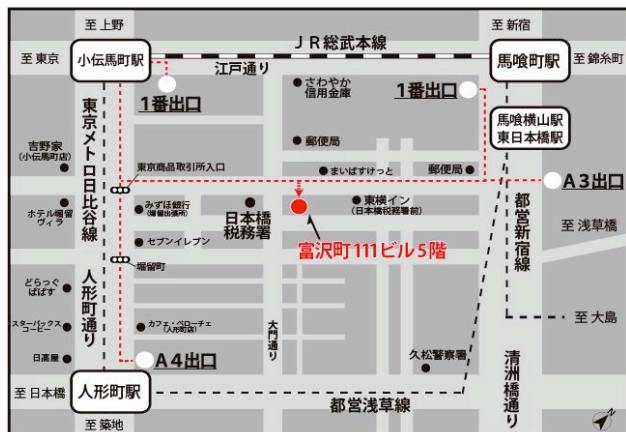 至 上野
至 新宿
JR総武本線
至 東京
小伝馬町駅
馬喰町駅
至 錦糸町
江戸通り
さわやか
信用金庫
1番出口
1番出口
馬喰横山駅
東日本橋駅
東京メトロ日比谷線
吉野家
(小伝馬町店)
郵便局
東京商品取引所入口
まいばすけっと
郵便局
A3出口
ホテル堀留
ヴィラ
みずほ銀行
(堀留出張所)
日本橋
税務署
東横イン
(日本橋税務署前)
都営新宿線
至 浅草橋
セブンイレブン
富沢町111ビル5階
堀留町
人形町通り
どらっぐ
ぱぱす
至 大島
スターバックス
コーヒー
カフェ・ベローチェ
(人形町店)
大門通り
日高屋
A4出口
久松警察署
清洲橋通り
至 日本橋
人形町駅
都営浅草線
至 築地
N